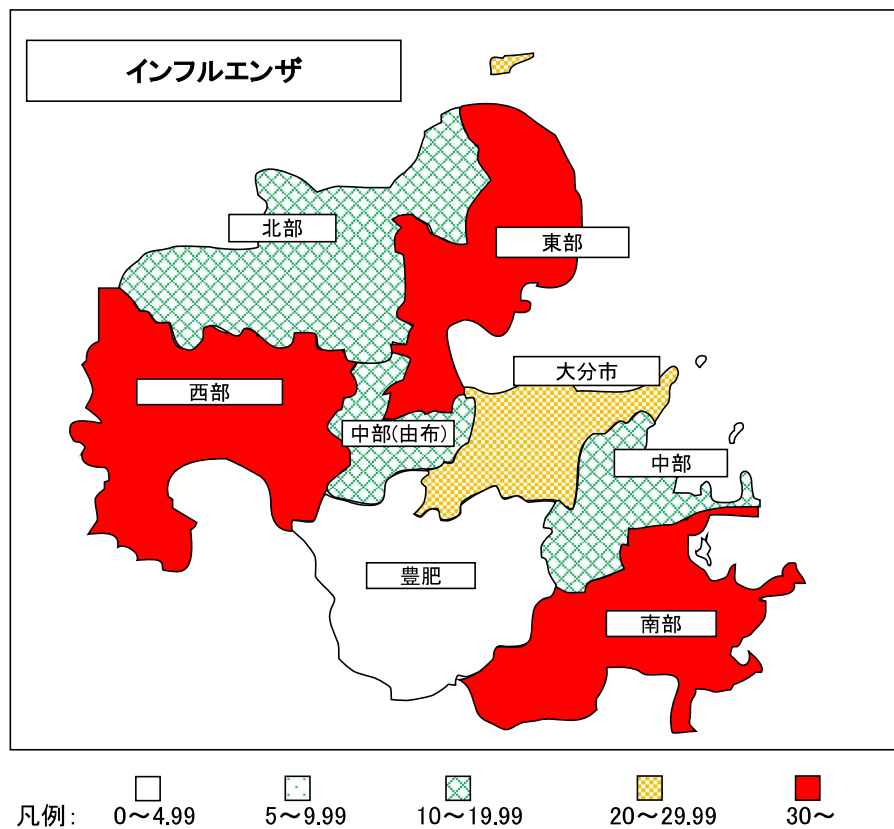 インフルエンザ
北部
東部
大分市
西部
中部(由布)
中部
豊肥
南部
凡例: 0～4.99 5～9.99 10～19.99 20～29.99 30～